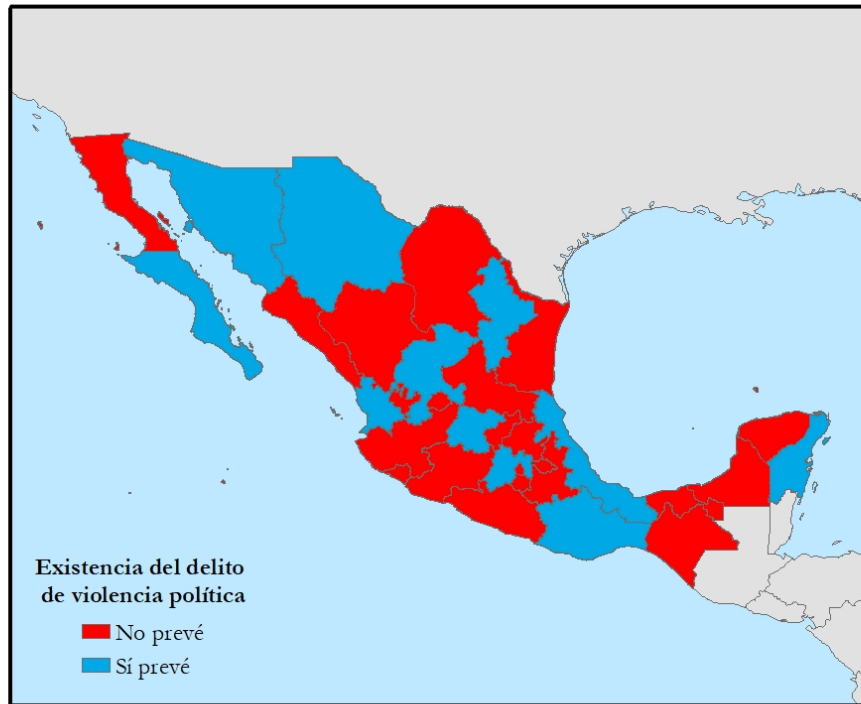 Existencia del delito
de violencia política
No prevé
Sí prevé